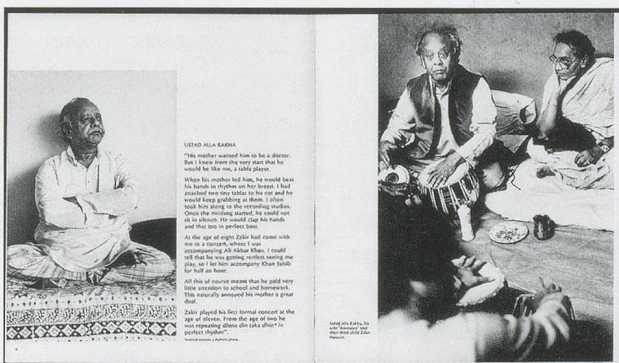 USTAD ALLA RAKHA
"His mother wanted him to be a doctor.
But I knew from the very start that he
would be like me, a tabla player.
When his mother fed him, he would beat
his hands in rhythm on her breast. I had
attached two tiny tablas to his cot and he
would keep grabbing at them. I often
took him along to the recording studios.
Once the music started, he could not
sit in silence. He would clap his hands
and that too in perfect beat.
At the age of eight Zakir had come with
me to a concert, where I was
accompanying Ali Akbar Khan. I could
tell that he was getting restless seeing me
play, so I let him accompany Khan Sahib
for half an hour.
All this of course meant that he paid very
little attention to school and homework.
This naturally annoyed his mother a great
deal.
Zakir played his first formal concert at the
age of eleven. From the age of two he
was repeating dhina din taka dhin* in
perfect rhythm".
Ustad Alla Rakha, his
wife "Ammajee" and
their third child Zakir
Hussain.